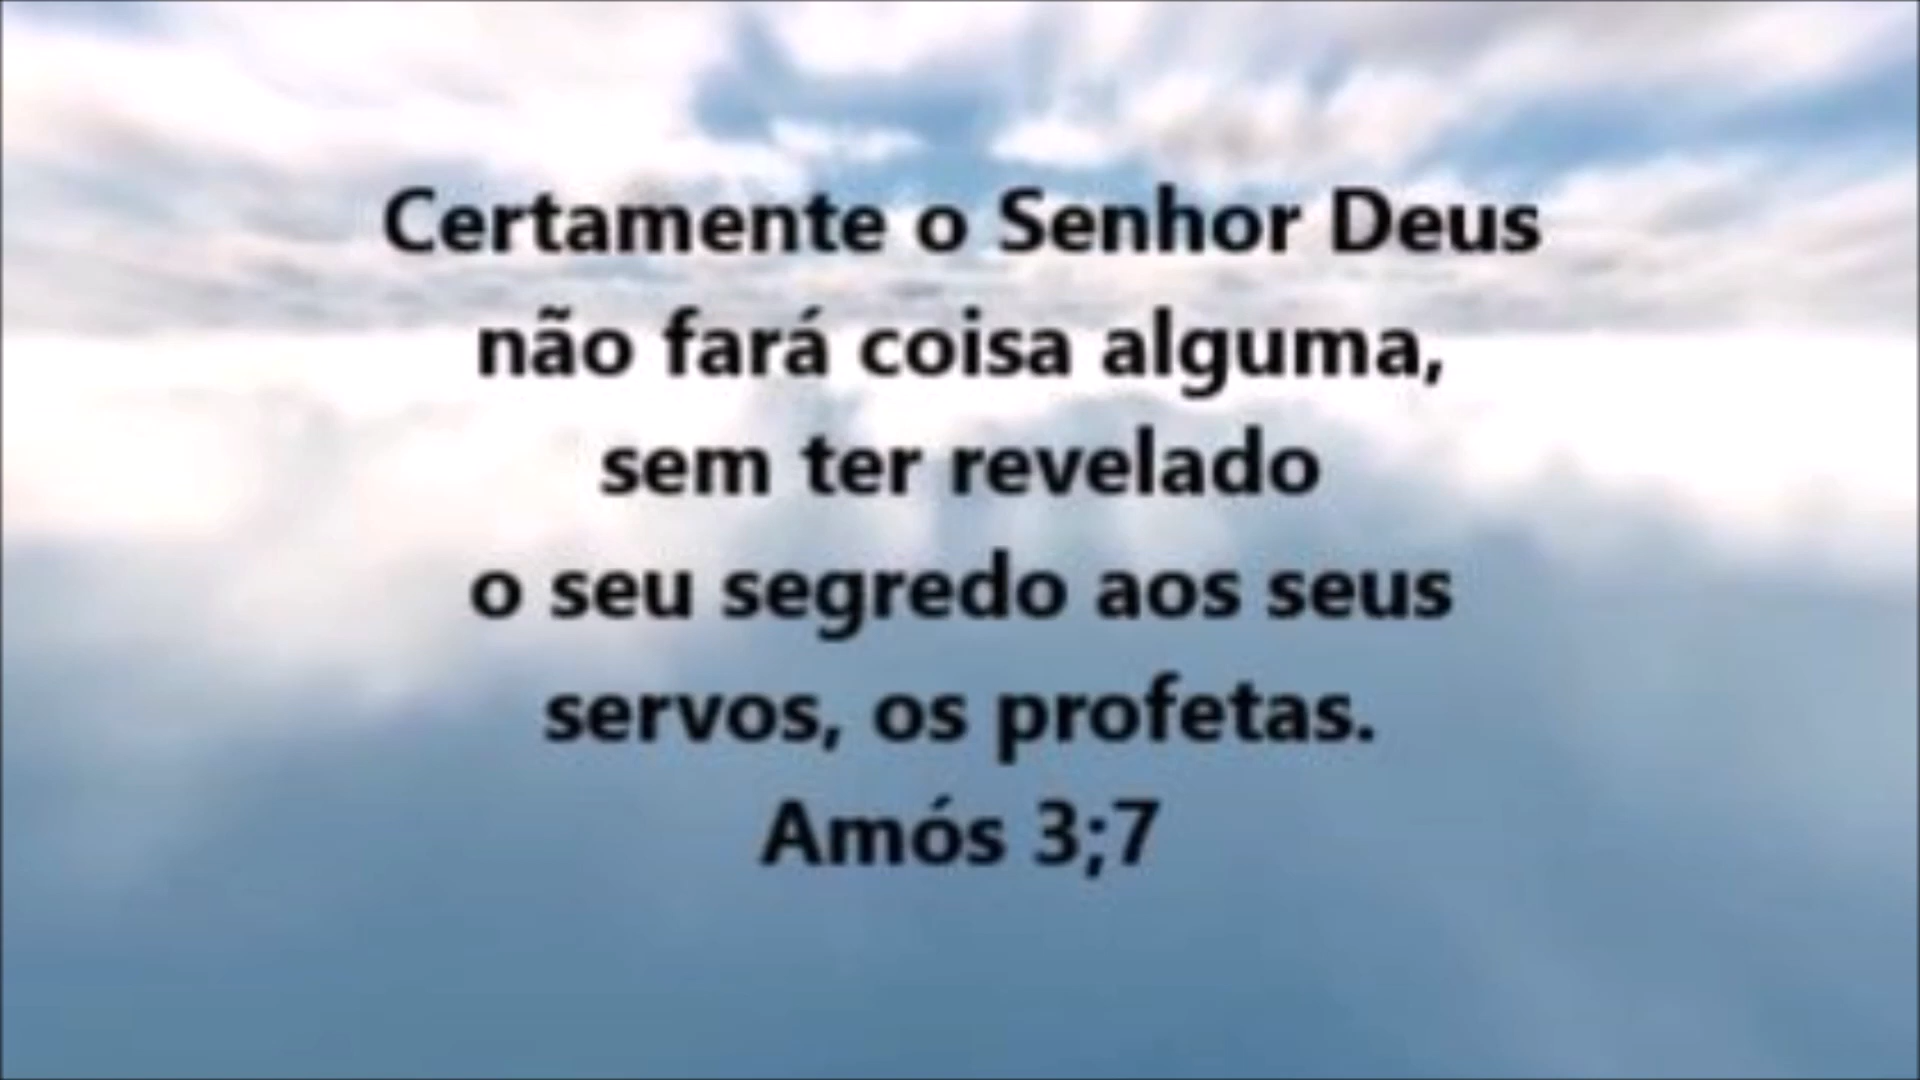 Certamente o Senhor Deus
não fará coisa alguma,
sem ter revelado
o seu segredo aos seus
servos, os profetas.
Amós 3;7